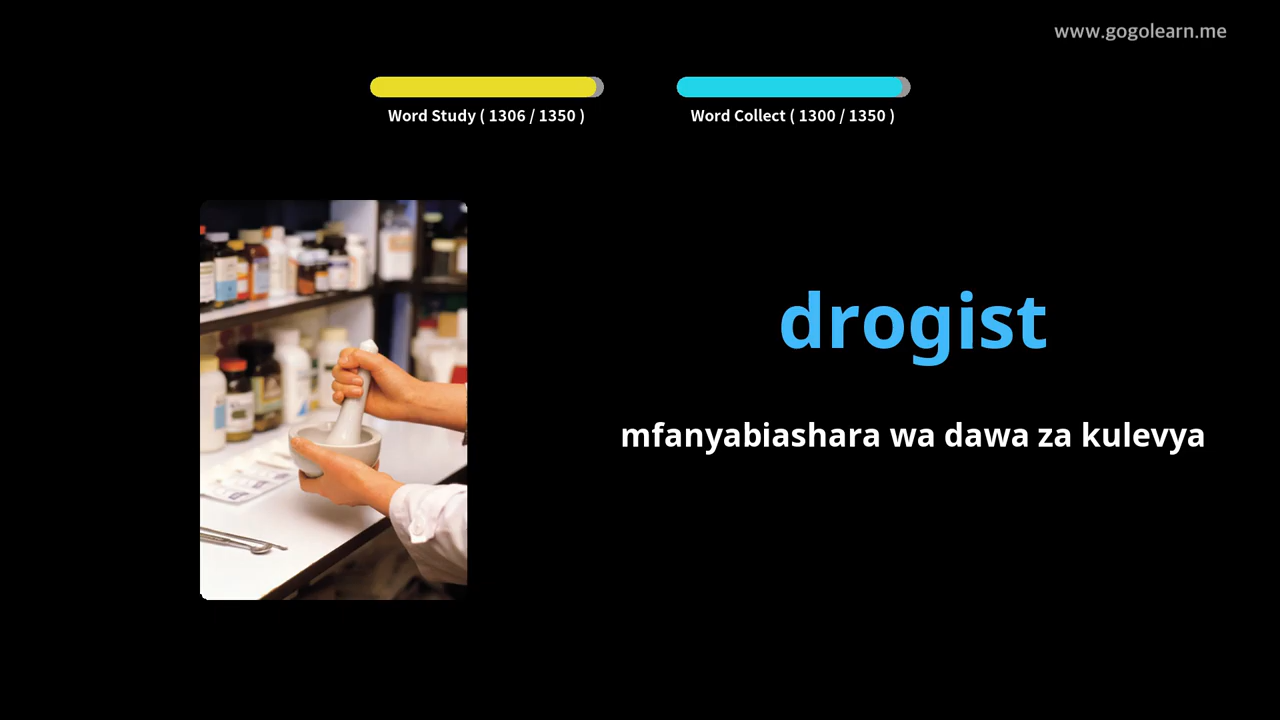 www.gogolearn.me
Word Study ( 1306 / 1350 )
Word Collect ( 1300 / 1350 )
drogist
mfanyabiashara wa dawa za kulevya